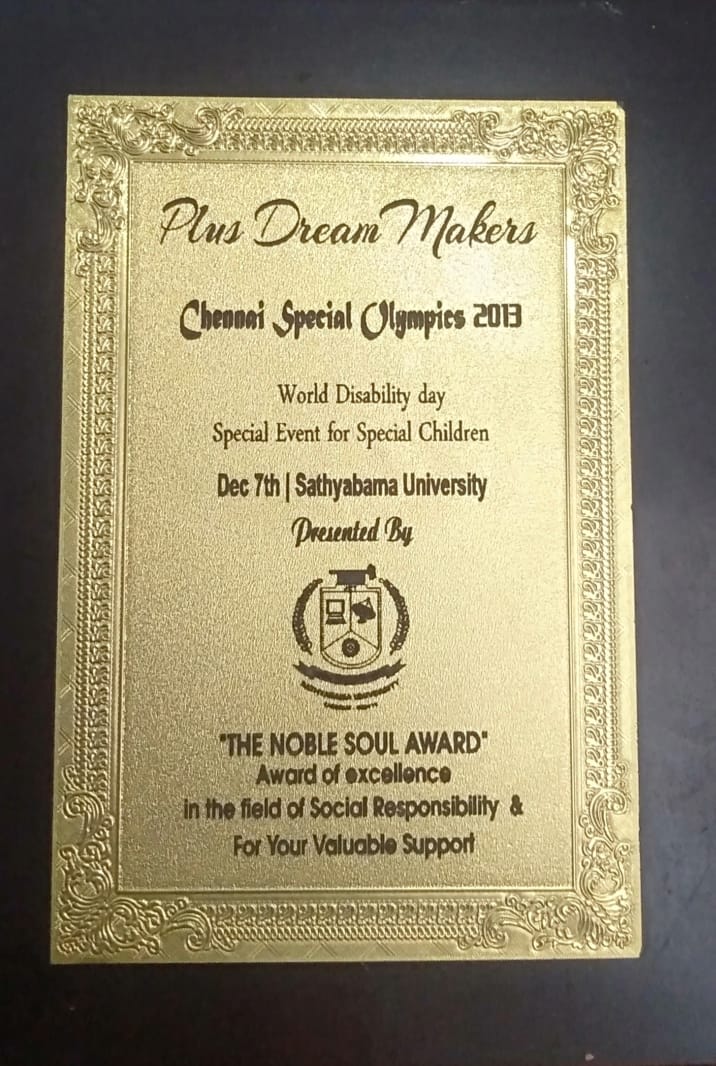 Plus Dream Makers
Chennai Special Olympics 2013
World Disability day
Special Event for Special Children
Dec 7th | Sathyabama University
Presented By
"THE NOBLE SOUL AWARD"
Award of excellence
in the field of Social Responsibility &
For Your Valuable Support